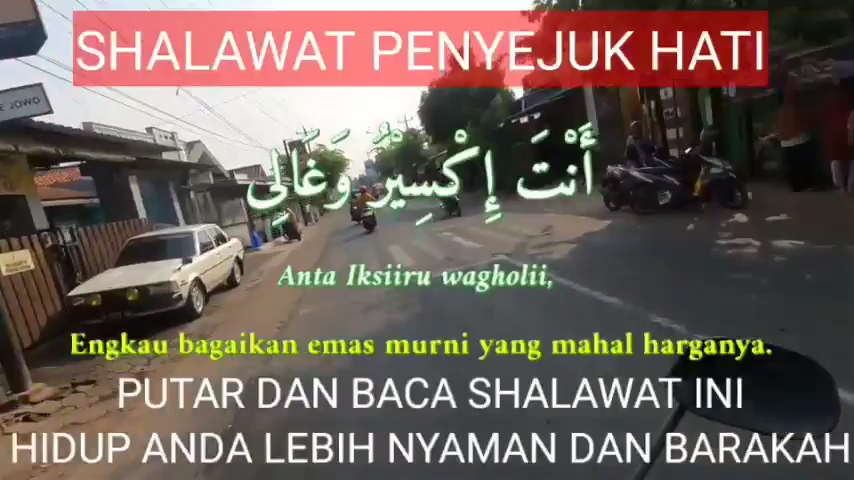 SHALAWAT PENYEJUK HATI
E JOWO
أَنْتَ إِكْسِيْرٌ وَغَالِي
Anta Iksiiru wagholii,
Engkau bagaikan emas murni yang mahal harganya.
PUTAR DAN BACA SHALAWAT INI
HIDUP ANDA LEBIH NYAMAN DAN BARAKAH